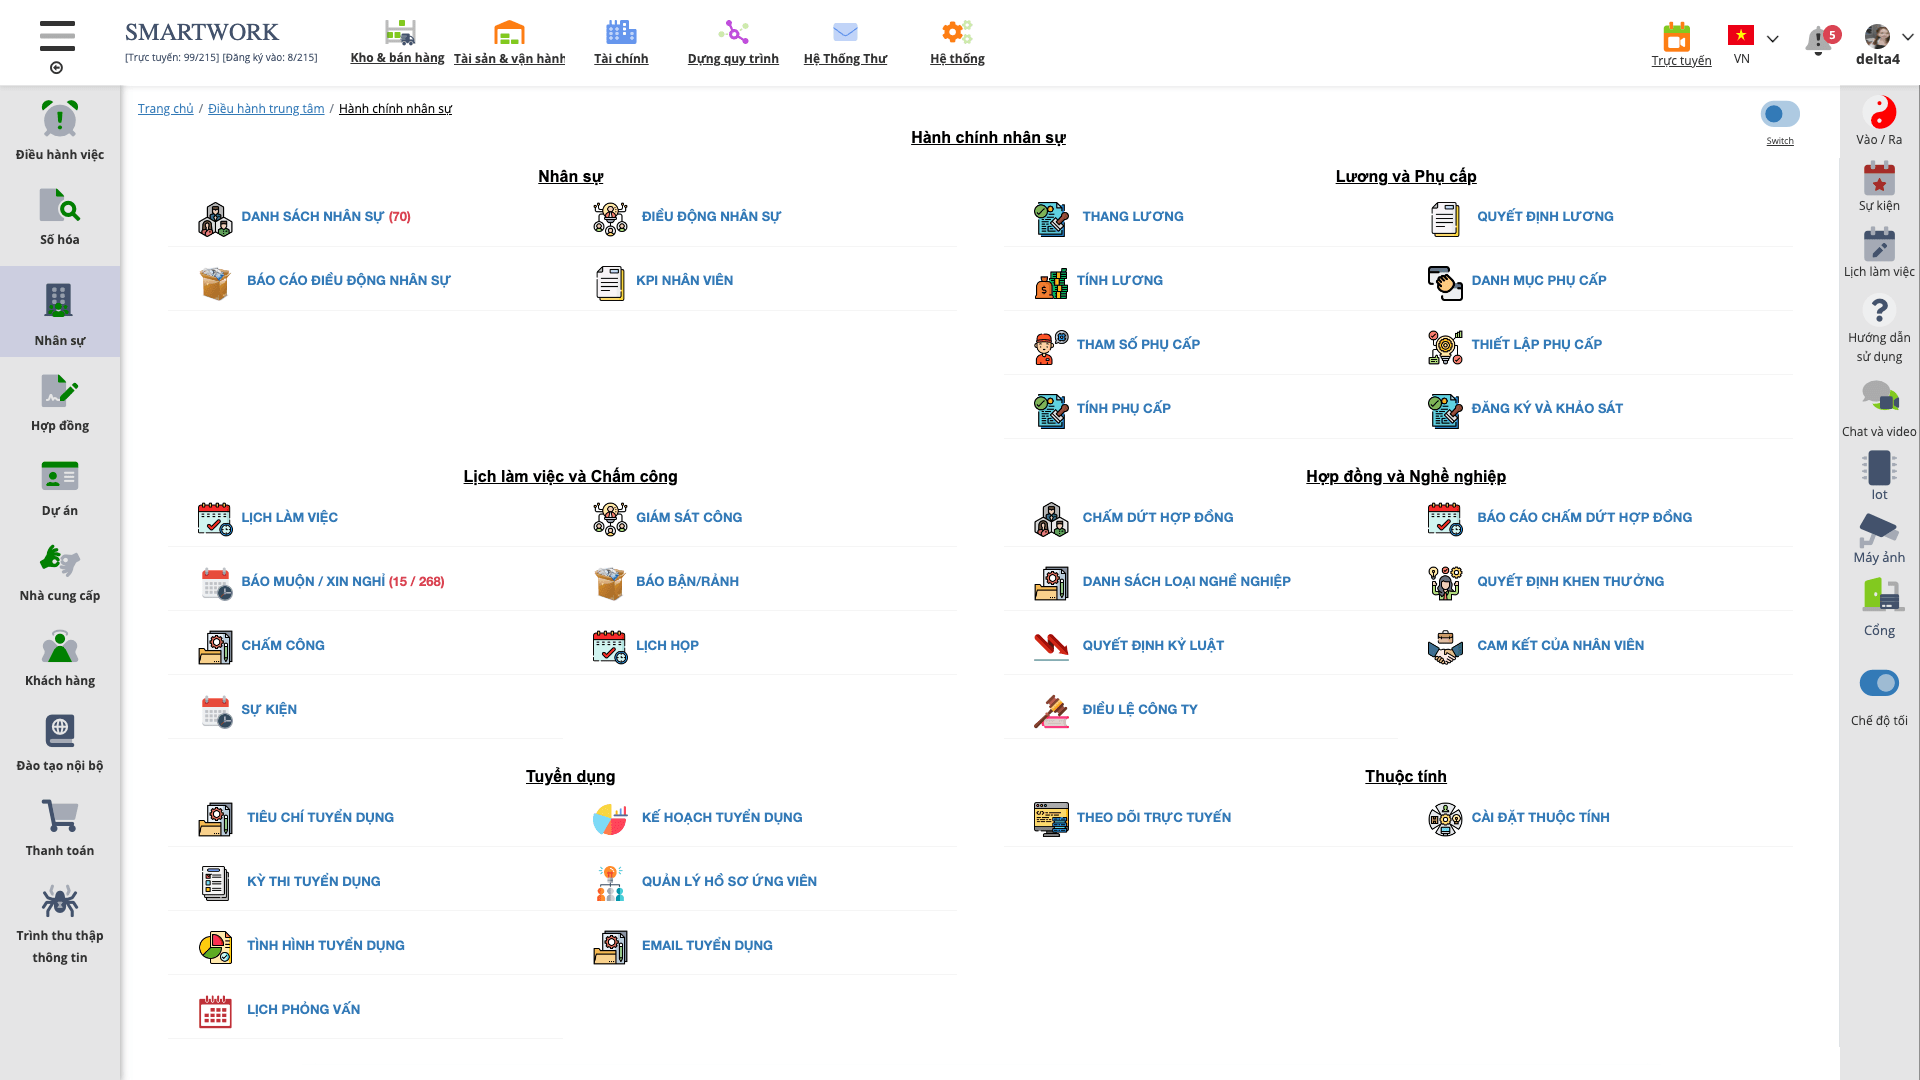 SMARTWORK
[Trực tuyến: 99/215] [Đăng ký vào: 8/215]
Kho & bán hàng
Tài sản & vận hành
Tài chính
Dựng quy trình
Hệ Thống Thư
Hệ thống
Trực tuyến
VN
5
delta4
Điều hành việc
Số hóa
Nhân sự
Hợp đồng
Dự án
Nhà cung cấp
Khách hàng
Đào tạo nội bộ
Thanh toán
Trình thu thập
thông tin
Trang chủ / Điều hành trung tâm / Hành chính nhân sự
Switch
Hành chính nhân sự
Nhân sự
DANH SÁCH NHÂN SỰ (70)
ĐIỀU ĐỘNG NHÂN SỰ
BÁO CÁO ĐIỀU ĐỘNG NHÂN SỰ
KPI NHÂN VIÊN
Lương và Phụ cấp
THANG LƯƠNG
QUYẾT ĐỊNH LƯƠNG
TÍNH LƯƠNG
DANH MỤC PHỤ CẤP
THAM SỐ PHỤ CẤP
THIẾT LẬP PHỤ CẤP
TÍNH PHỤ CẤP
ĐĂNG KÝ VÀ KHẢO SÁT
Lịch làm việc và Chấm công
LỊCH LÀM VIỆC
GIÁM SÁT CÔNG
BÁO MUỘN / XIN NGHỈ (15 / 268)
BÁO BẬN/RẢNH
CHẤM CÔNG
LỊCH HỌP
SỰ KIỆN
Hợp đồng và Nghề nghiệp
CHẤM DỨT HỢP ĐỒNG
BÁO CÁO CHẤM DỨT HỢP ĐỒNG
DANH SÁCH LOẠI NGHỀ NGHIỆP
QUYẾT ĐỊNH KHEN THƯỞNG
QUYẾT ĐỊNH KỶ LUẬT
CAM KẾT CỦA NHÂN VIÊN
ĐIỀU LỆ CÔNG TY
Tuyển dụng
TIÊU CHÍ TUYỂN DỤNG
KẾ HOẠCH TUYỂN DỤNG
KỲ THI TUYỂN DỤNG
QUẢN LÝ HỒ SƠ ỨNG VIÊN
TÌNH HÌNH TUYỂN DỤNG
EMAIL TUYỂN DỤNG
LỊCH PHỎNG VẤN
Thuộc tính
THEO DÕI TRỰC TUYẾN
CÀI ĐẶT THUỘC TÍNH
Vào / Ra
Sự kiện
Lịch làm việc
Hướng dẫn
sử dụng
Chat và video
Iot
Máy ảnh
Cổng
Chế độ tối